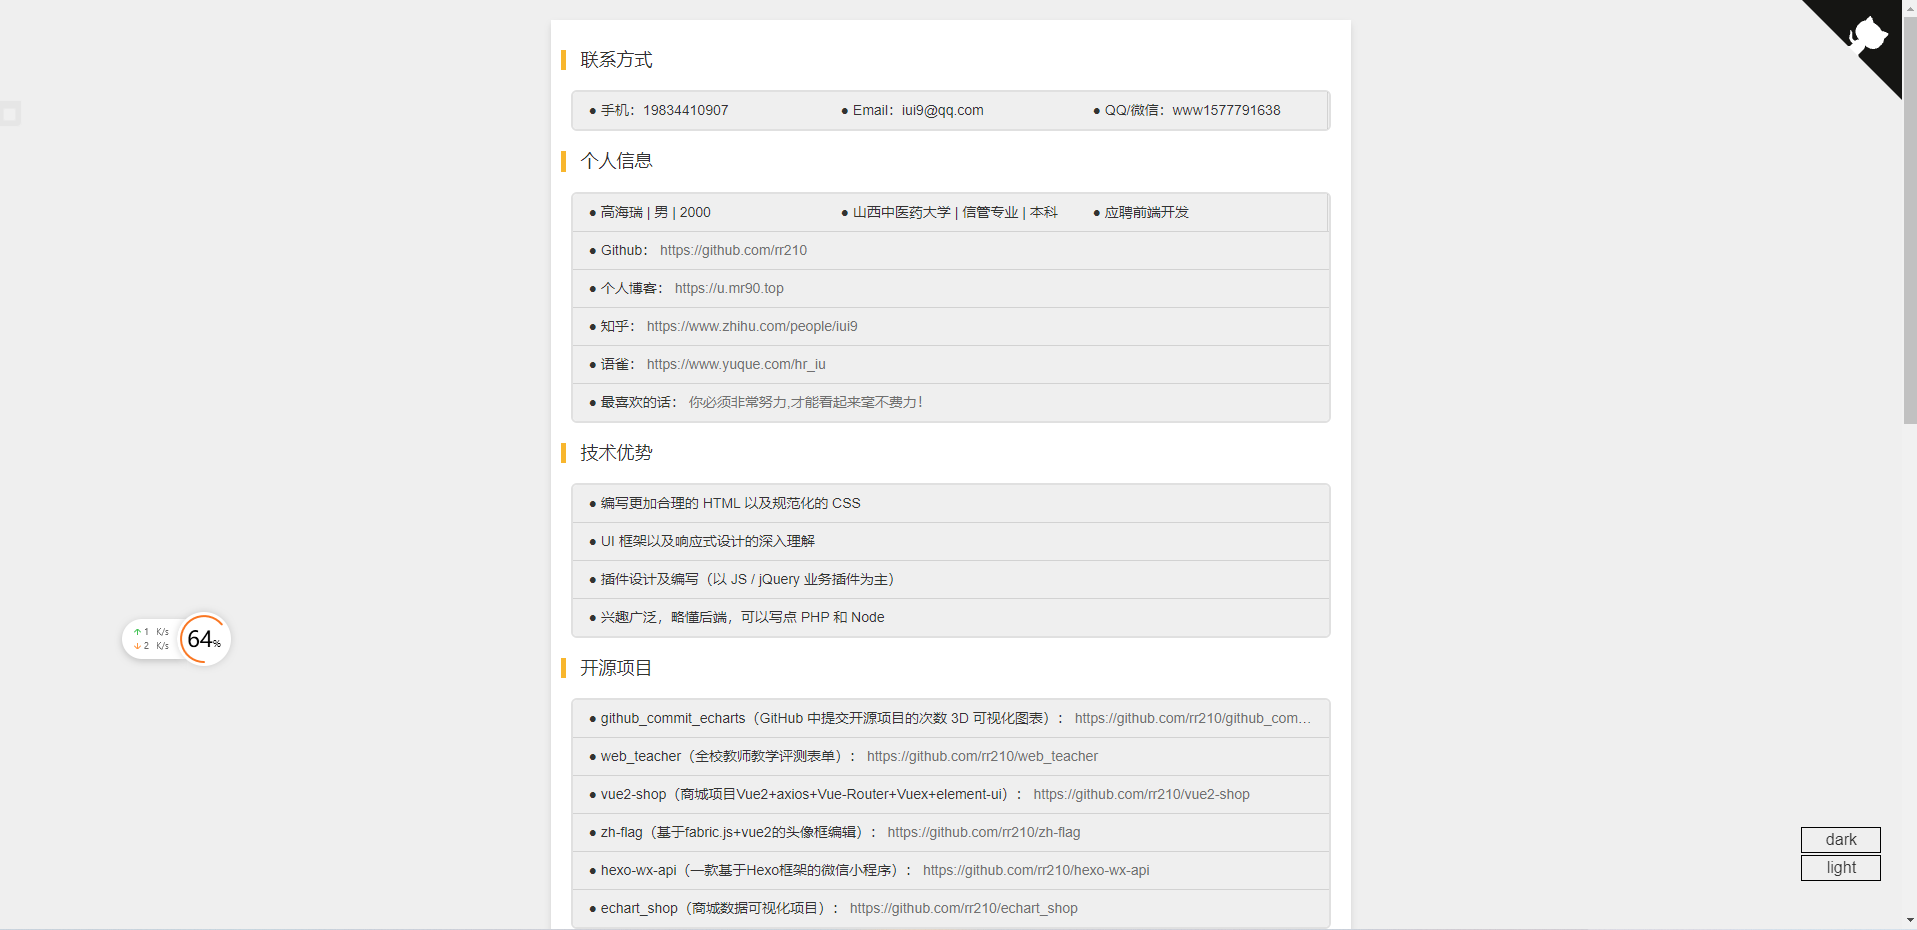 联系方式
● 手机：19834410907 ● Email：iui9@qq.com ● QQ/微信：www1577791638
个人信息
● 高海瑞 | 男 | 2000 ● 山西中医药大学 | 信管专业 | 本科 ● 应聘前端开发
● Github： https://github.com/rr210
● 个人博客： https://u.mr90.top
● 知乎： https://www.zhihu.com/people/iui9
● 语雀： https://www.yuque.com/hr_iu
● 最喜欢的话： 你必须非常努力,才能看起来毫不费力！
技术优势
● 编写更加合理的 HTML 以及规范化的 CSS
● UI 框架以及响应式设计的深入理解
● 插件设计及编写（以 JS / jQuery 业务插件为主）
● 兴趣广泛，略懂后端，可以写点 PHP 和 Node
↑ 1 K/s
↓ 2 K/s
64%
开源项目
● github_commit_echarts（GitHub 中提交开源项目的次数 3D 可视化图表）： https://github.com/rr210/github_com…
● web_teacher（全校教师教学评测表单）： https://github.com/rr210/web_teacher
● vue2-shop（商城项目Vue2+axios+Vue-Router+Vuex+element-ui）： https://github.com/rr210/vue2-shop
● zh-flag（基于fabric.js+vue2的头像框编辑）： https://github.com/rr210/zh-flag
● hexo-wx-api（一款基于Hexo框架的微信小程序）： https://github.com/rr210/hexo-wx-api
● echart_shop（商城数据可视化项目）： https://github.com/rr210/echart_shop
dark
light